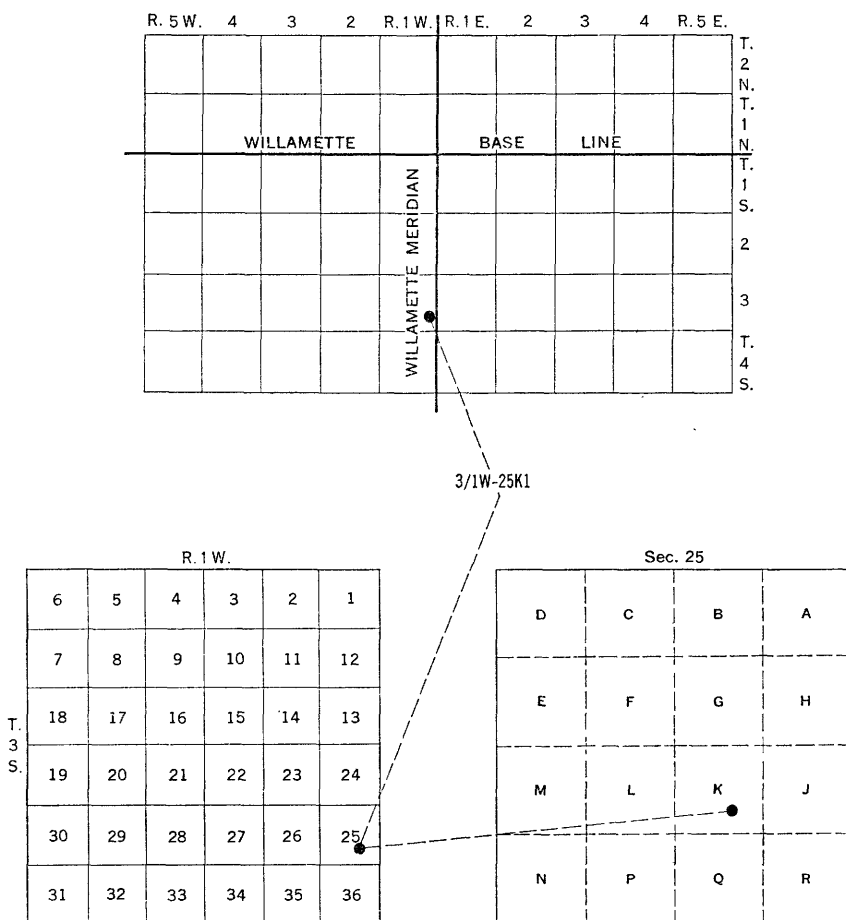 R. 5 W. 4 3 2 R. 1 W. R. 1 E. 2 3 4 R. 5 E.
T. 2 N.
T. 1 N.
WILLAMETTE BASE LINE
T. 1 S.
2
WILLAMETTE MERIDIAN
3
T. 4 S.
3/1W-25K1
R. 1 W.
6 5 4 3 2 1
7 8 9 10 11 12
18 17 16 15 14 13
T. 3 S.
19 20 21 22 23 24
30 29 28 27 26 25
31 32 33 34 35 36
Sec. 25
D C B A
E F G H
M L K J
N P Q R